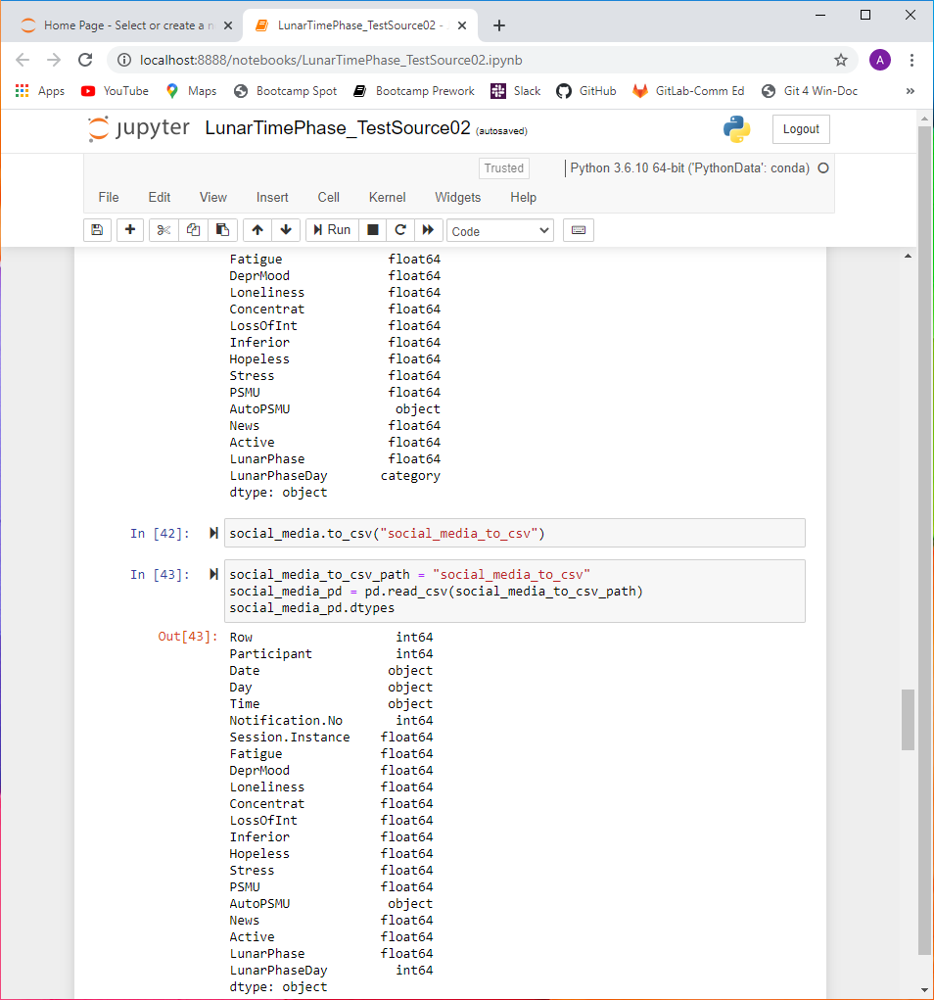 Home Page - Select or create a n
LunarTimePhase_TestSource02 -
localhost:8888/notebooks/LunarTimePhase_TestSource02.ipynb
A
Apps YouTube Maps Bootcamp Spot Bootcamp Prework Slack GitHub GitLab-Comm Ed Git 4 Win-Doc »
jupyter LunarTimePhase_TestSource02 (autosaved) Logout
Trusted Python 3.6.10 64-bit ('PythonData': conda)
File Edit View Insert Cell Kernel Widgets Help
Run Code
Fatigue float64
DeprMood float64
Loneliness float64
Concentrat float64
LossOfInt float64
Inferior float64
Hopeless float64
Stress float64
PSMU float64
AutoPSMU object
News float64
Active float64
LunarPhase float64
LunarPhaseDay category
dtype: object
In [42]: social_media.to_csv("social_media_to_csv")
In [43]: social_media_to_csv_path = "social_media_to_csv"
social_media_pd = pd.read_csv(social_media_to_csv_path)
social_media_pd.dtypes
Out[43]: Row int64
Participant int64
Date object
Day object
Time object
Notification.No int64
Session.Instance float64
Fatigue float64
DeprMood float64
Loneliness float64
Concentrat float64
LossOfInt float64
Inferior float64
Hopeless float64
Stress float64
PSMU float64
AutoPSMU object
News float64
Active float64
LunarPhase float64
LunarPhaseDay int64
dtype: object